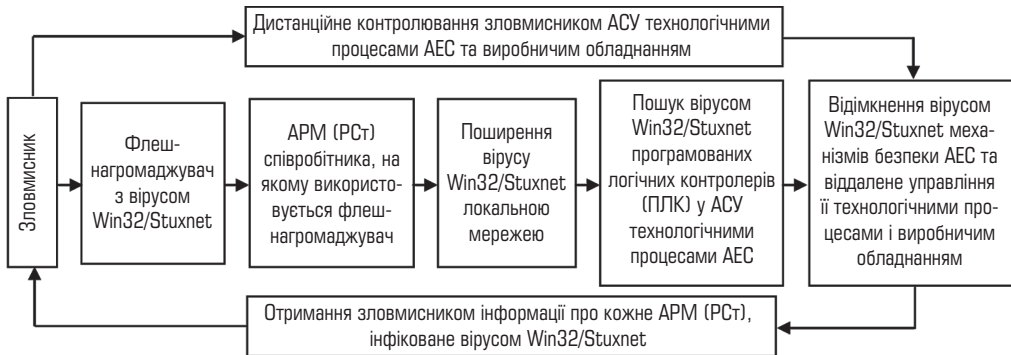 Дистанційне контролювання зловмисником АСУ технологічними
процесами АЕС та виробничим обладнанням
Зловмисник
Флеш-
нагромаджувач
з вірусом
Win32/Stuxnet
АРМ (РСт)
співробітника, на
якому використо-
вується флеш-
нагромаджувач
Поширення
вірусу
Win32/Stuxnet
локальною
мережею
Пошук вірусом
Win32/Stuxnet
програмованих
логічних контролерів
(ПЛК) у АСУ
технологічними
процесами АЕС
Відімкнення вірусом
Win32/Stuxnet меха-
нізмів безпеки АЕС та
віддалене управління
її технологічними про-
цесами і виробничим
обладнанням
Отримання зловмисником інформації про кожне АРМ (РСт),
інфіковане вірусом Win32/Stuxnet